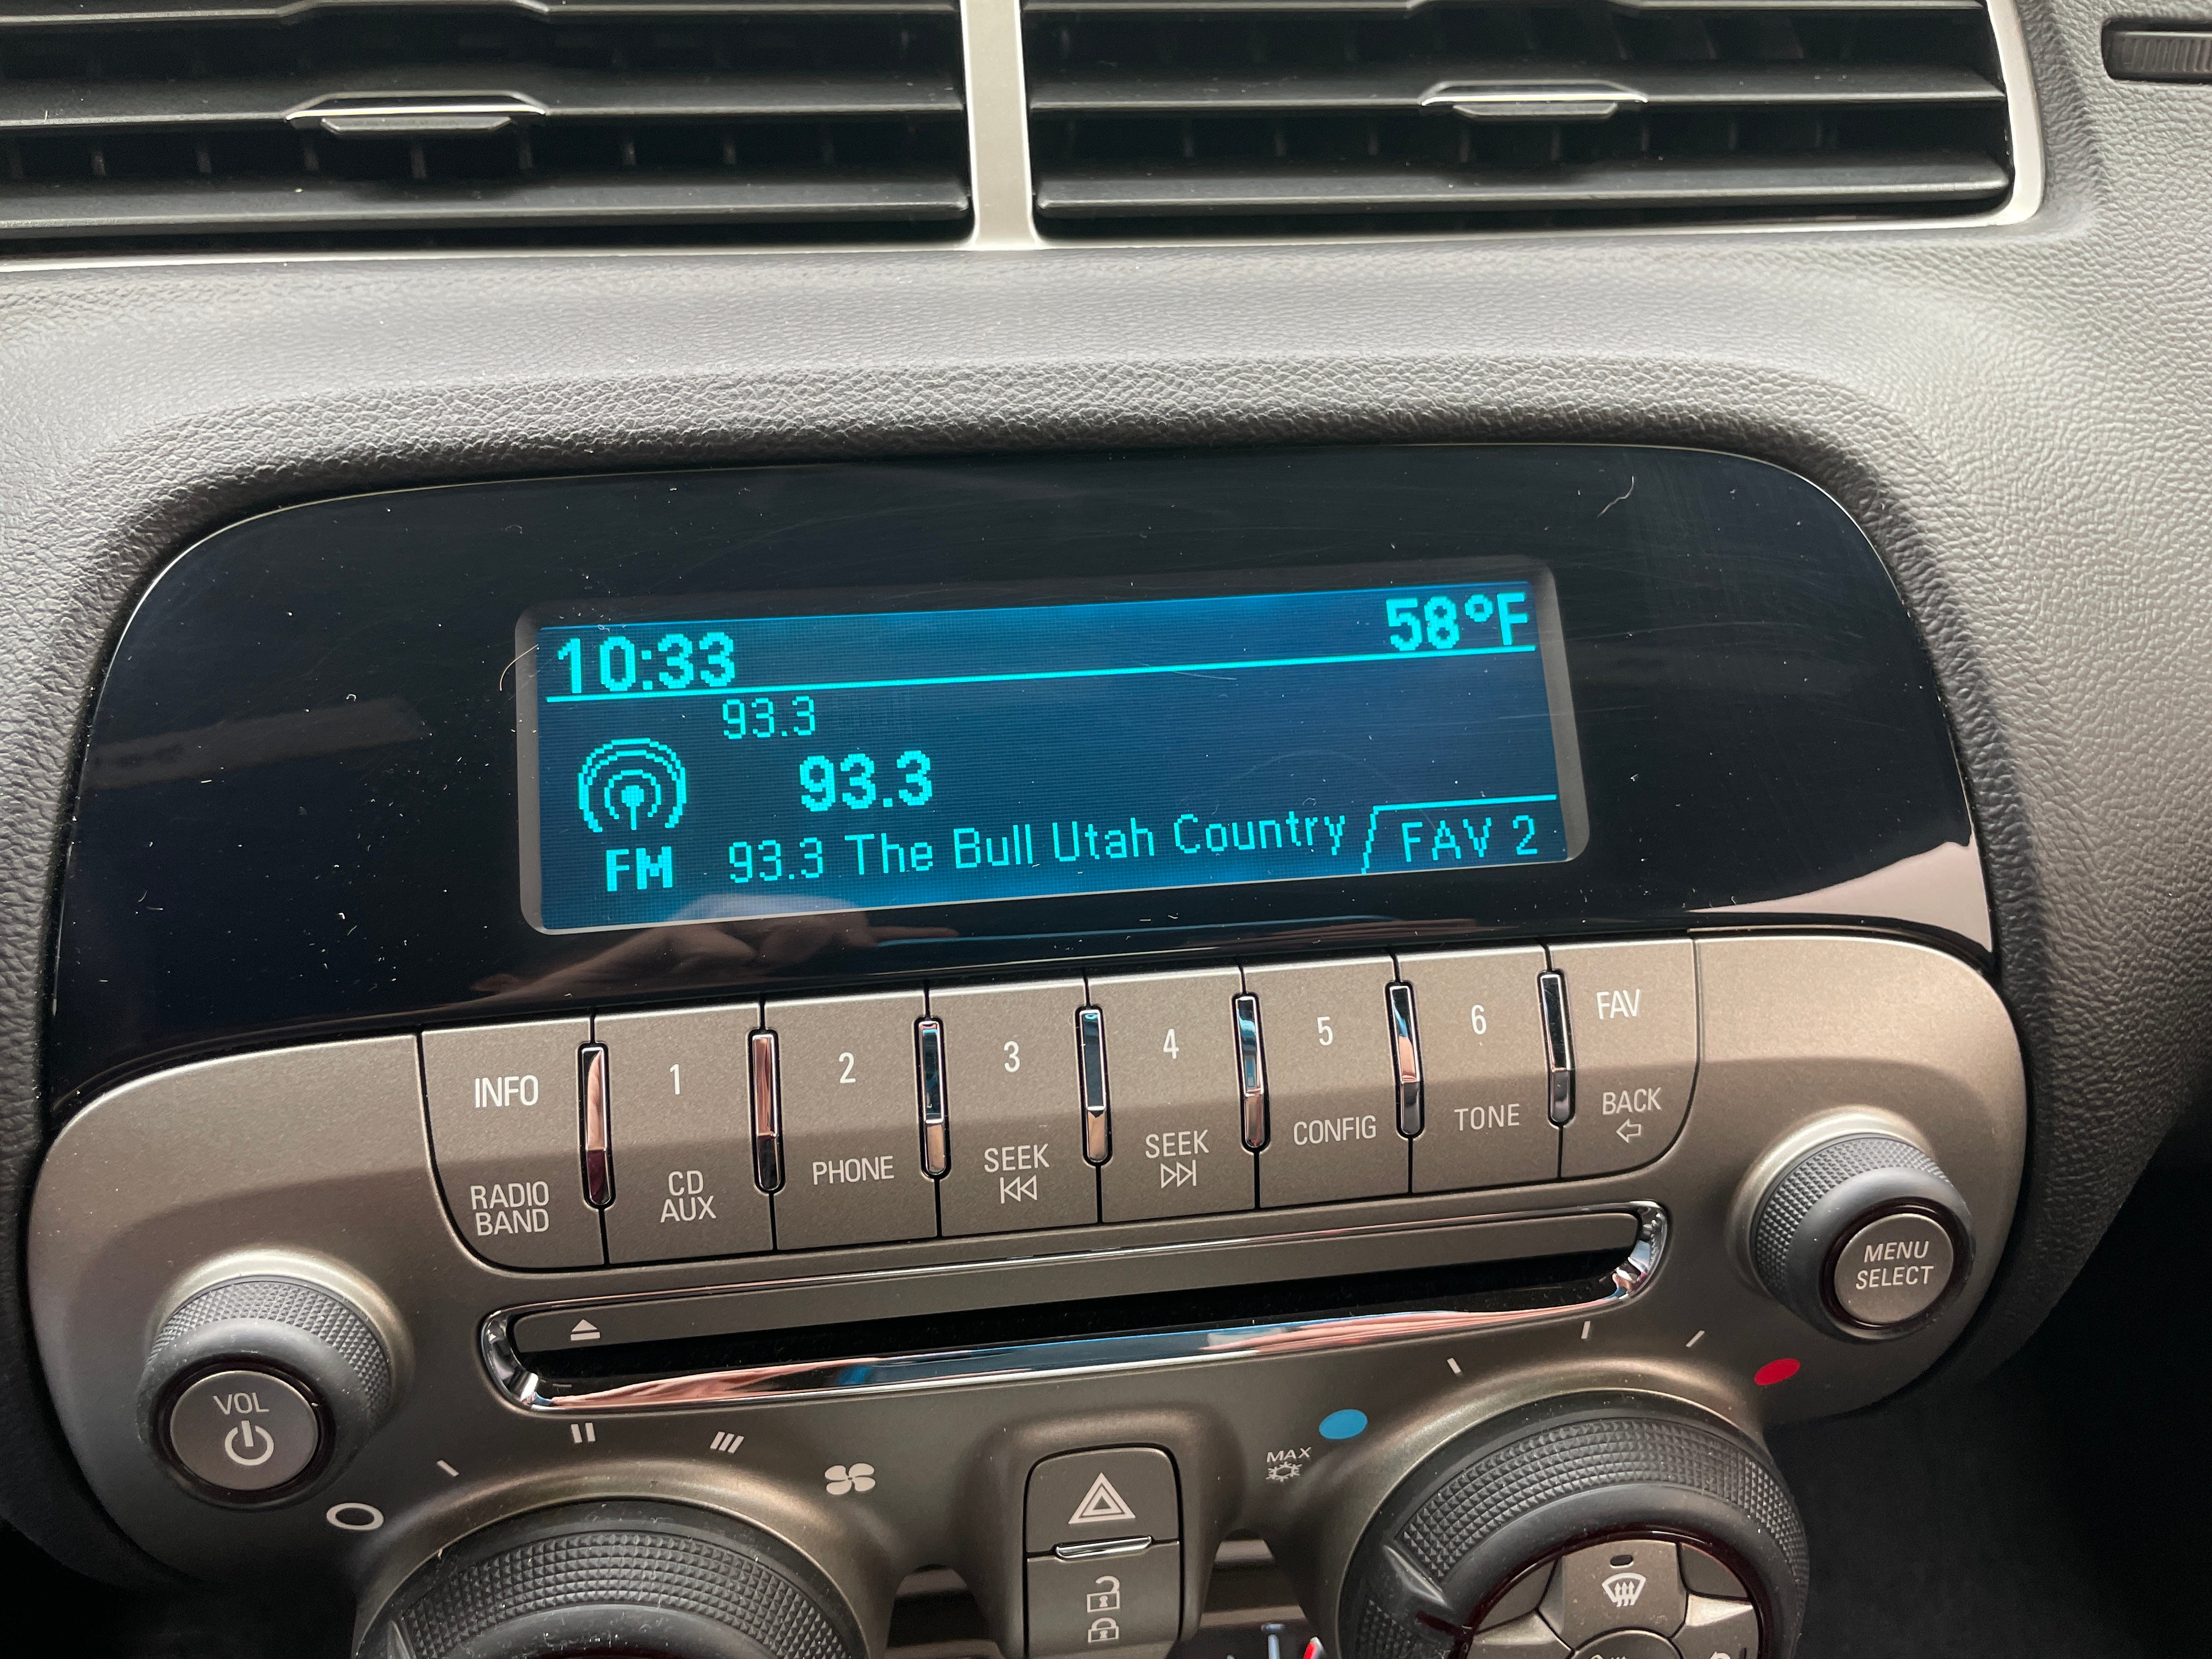 10:33 58°F
93.3
93.3
FM 93.3 The Bull Utah Country FAV 2
INFO 1 2 3 4 5 6 FAV
RADIO BAND CD AUX PHONE SEEK SEEK CONFIG TONE BACK
MENU
SELECT
VOL
MAX